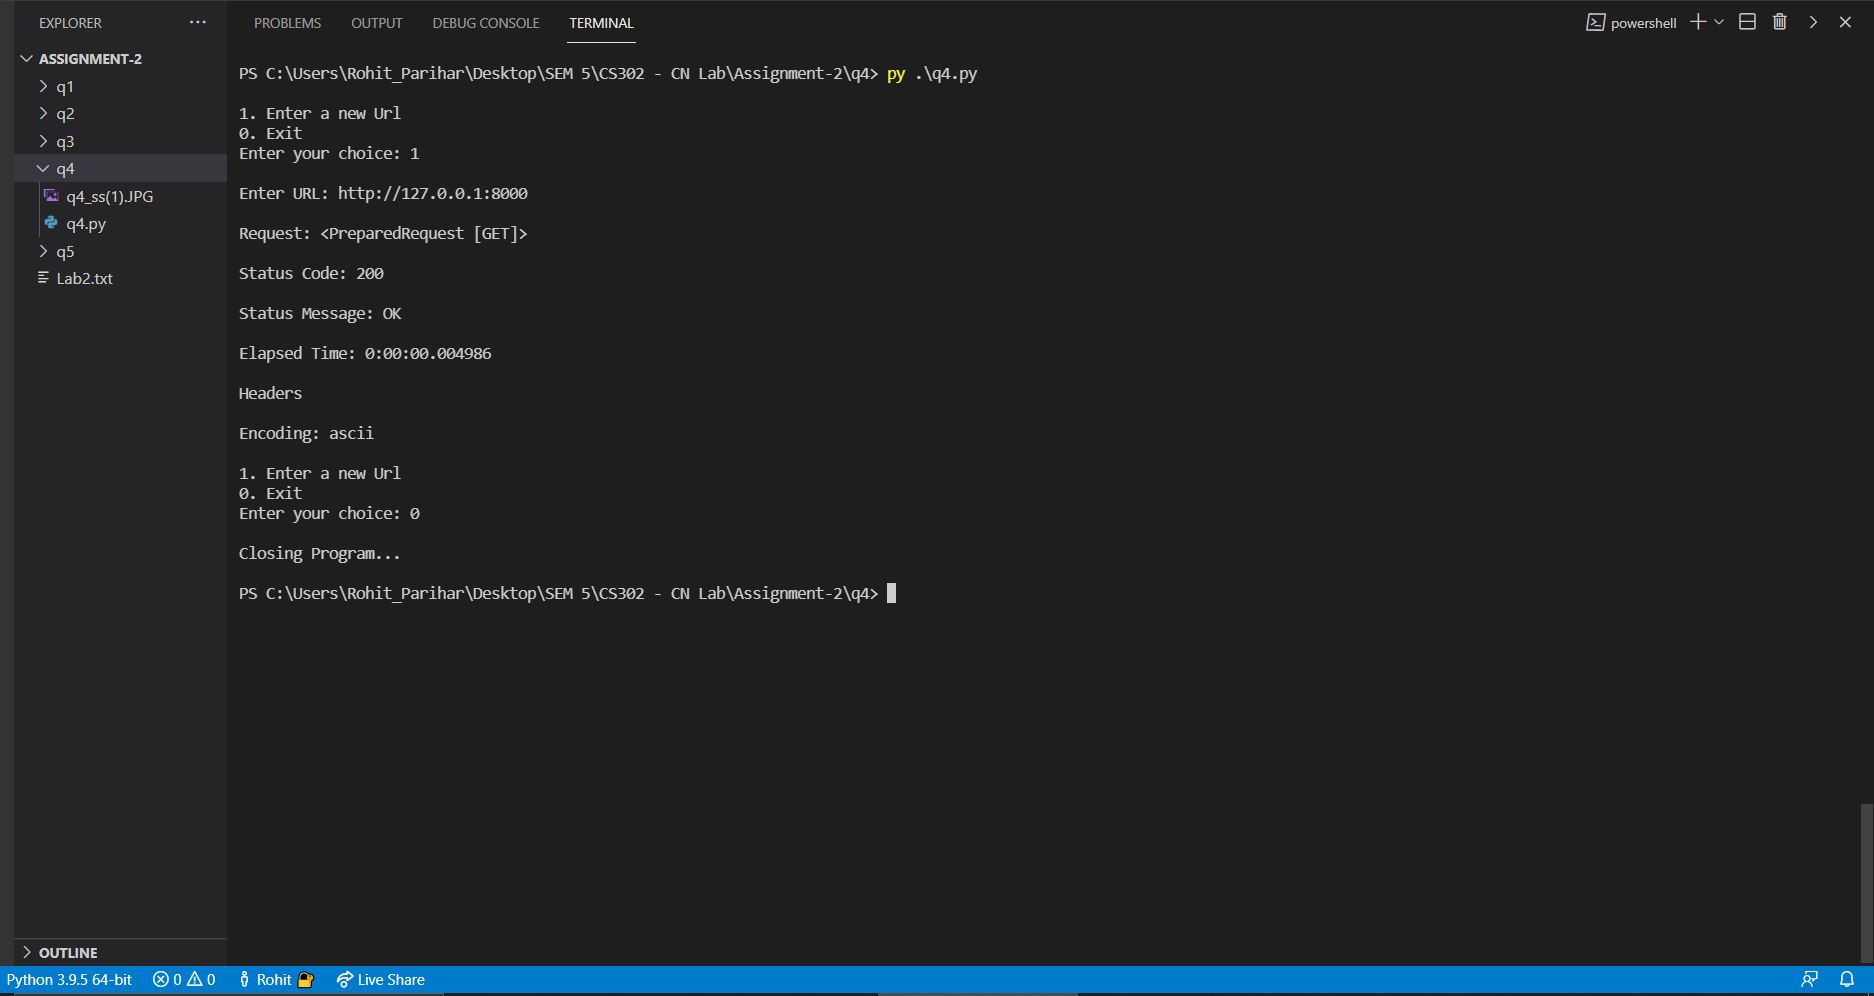 EXPLORER
ASSIGNMENT-2
q1
q2
q3
q4
q4_ss(1).JPG
q4.py
q5
Lab2.txt
OUTLINE
PROBLEMS OUTPUT DEBUG CONSOLE TERMINAL
powershell
PS C:\Users\Rohit_Parihar\Desktop\SEM 5\CS302 - CN Lab\Assignment-2\q4> py .\q4.py
1. Enter a new Url
0. Exit
Enter your choice: 1
Enter URL: http://127.0.0.1:8000
Request: <PreparedRequest [GET]>
Status Code: 200
Status Message: OK
Elapsed Time: 0:00:00.004986
Headers
Encoding: ascii
1. Enter a new Url
0. Exit
Enter your choice: 0
Closing Program...
PS C:\Users\Rohit_Parihar\Desktop\SEM 5\CS302 - CN Lab\Assignment-2\q4>
Python 3.9.5 64-bit 0 0 Rohit Live Share